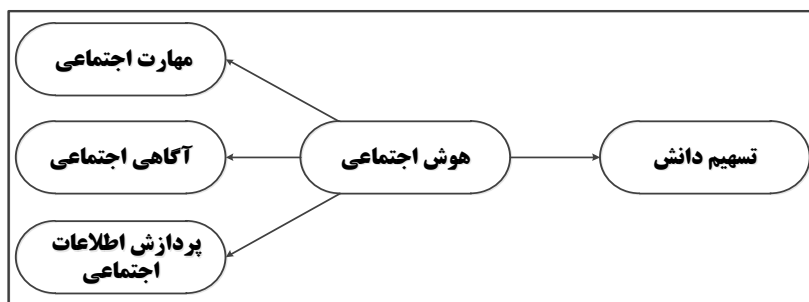 مهارت اجتماعی
آگاهی اجتماعی
هوش اجتماعی
تسهیم دانش
پردازش اطلاعات
اجتماعی